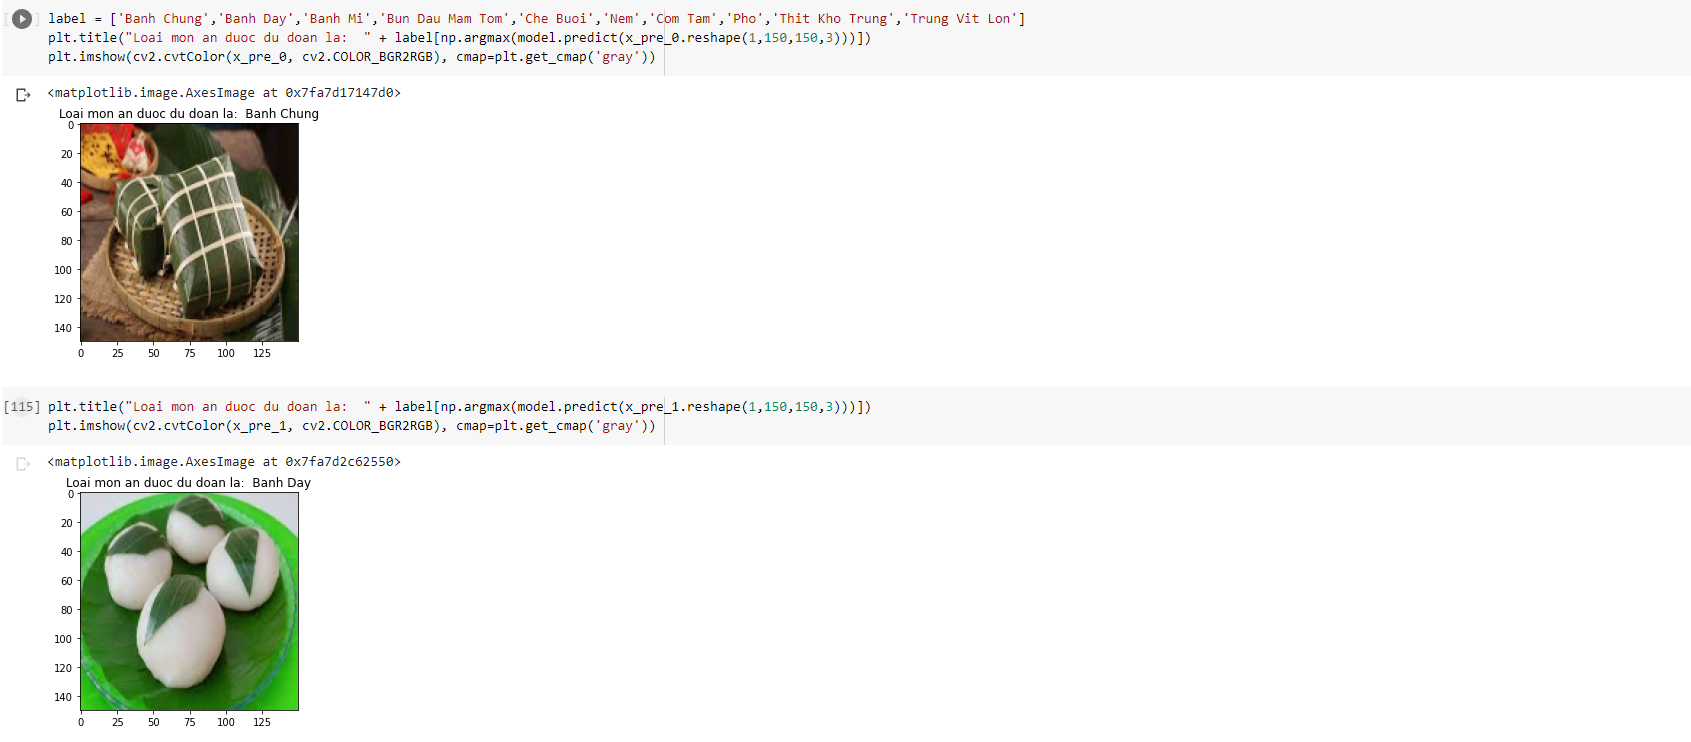 label = ['Banh Chung','Banh Day','Banh Mi','Bun Dau Mam Tom','Che Buoi','Nem','Com Tam','Pho','Thit Kho Trung','Trung Vit Lon']
plt.title("Loai mon an duoc du doan la:  " + label[np.argmax(model.predict(x_pre_0.reshape(1,150,150,3)))])
plt.imshow(cv2.cvtColor(x_pre_0, cv2.COLOR_BGR2RGB), cmap=plt.get_cmap('gray'))
<matplotlib.image.AxesImage at 0x7fa7d17147d0>
Loai mon an duoc du doan la:  Banh Chung
0
20
40
60
80
100
120
140
0 25 50 75 100 125
[115] plt.title("Loai mon an duoc du doan la:  " + label[np.argmax(model.predict(x_pre_1.reshape(1,150,150,3)))])
plt.imshow(cv2.cvtColor(x_pre_1, cv2.COLOR_BGR2RGB), cmap=plt.get_cmap('gray'))
<matplotlib.image.AxesImage at 0x7fa7d2c62550>
Loai mon an duoc du doan la:  Banh Day
0
20
40
60
80
100
120
140
0 25 50 75 100 125